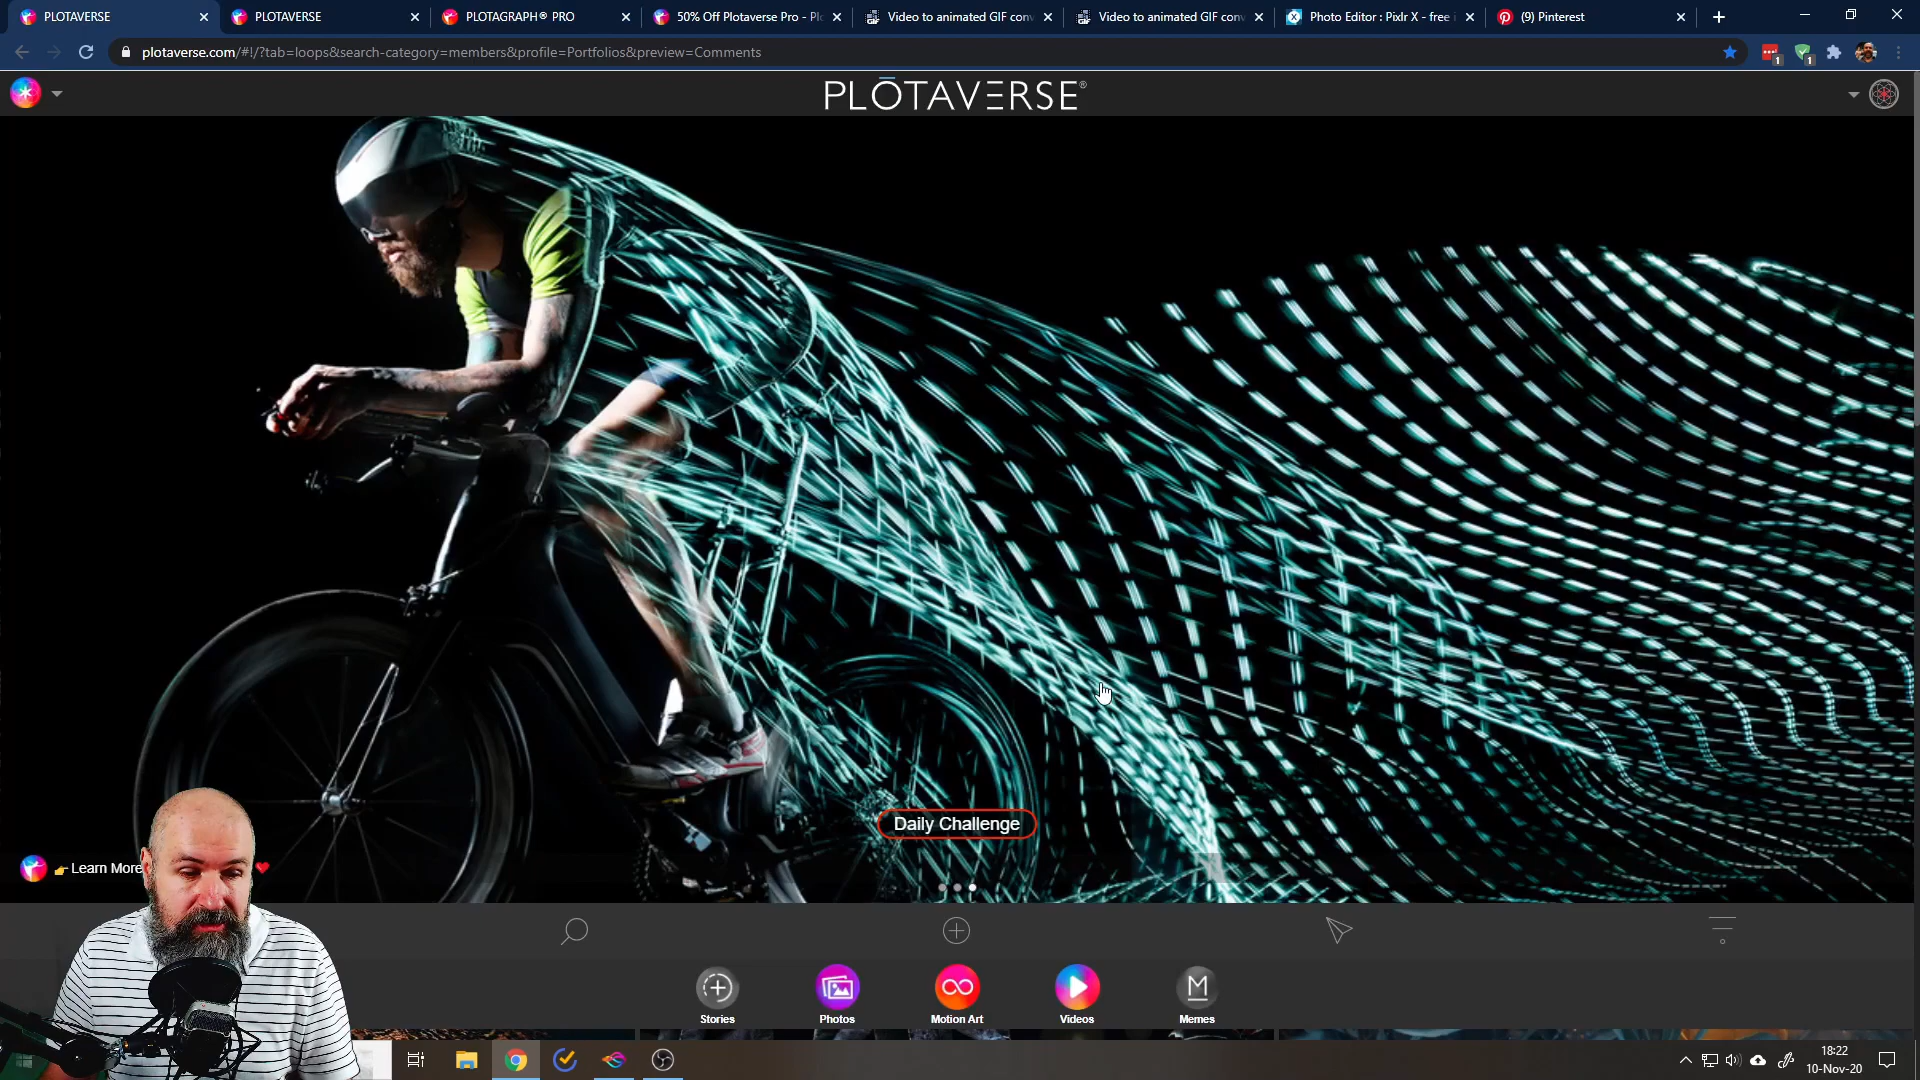 PLOTAVERSE
PLOTAVERSE
PLOTAGRAPH® PRO
50% Off Plotaverse Pro - Pl
Video to animated GIF conv
Video to animated GIF conv
Photo Editor : Pixlr X - free i
(9) Pinterest
plotaverse.com/#!/?tab=loops&search-category=members&profile=Portfolios&preview=Comments
1
1
PLŌTAVERSE®
Daily Challenge
Learn More
Stories
Photos
Motion Art
Videos
M
Memes
18:22
10-Nov-20